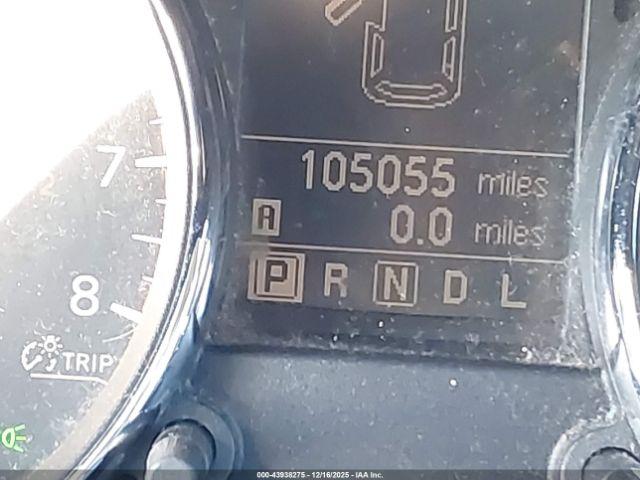 7
8
TRIP
105055 miles
A 0.0 miles
P R N D L
000-43938275 - 12/16/2025 - IAA Inc.